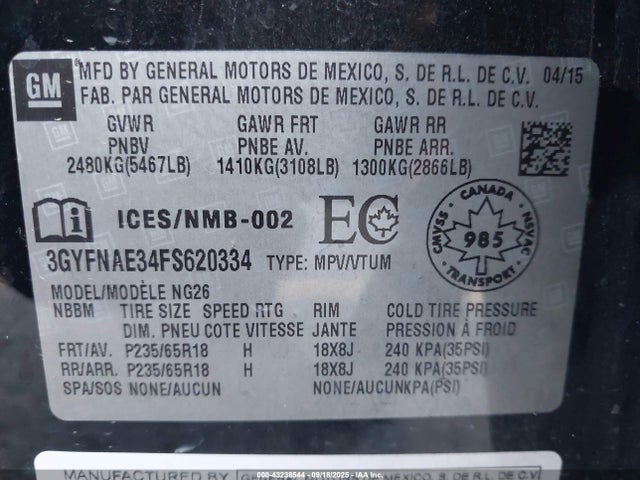 GM
MFD BY GENERAL MOTORS DE MEXICO, S. DE R.L. DE C.V. 04/15
FAB. PAR GENERAL MOTORS DE MEXICO, S. DE R.L. DE C.V.
GVWR GAWR FRT GAWR RR
PNBV PNBE AV. PNBE ARR.
2480KG(5467LB) 1410KG(3108LB) 1300KG(2866LB)
i ICES/NMB-002 EC
CANADA
CMVSS 985 NSVAC
TRANSPORT
3GYFNAE34FS620334 TYPE: MPV/VTUM
MODEL/MODÈLE NG26
NBBM TIRE SIZE SPEED RTG RIM COLD TIRE PRESSURE
DIM. PNEU COTE VITESSE JANTE PRESSION À FROID
FRT/AV. P235/65R18 H 18X8J 240 KPA(35PSI)
RR/ARR. P235/65R18 H 18X8J 240 KPA(35PSI)
SPA/SOS NONE/AUCUN NONE/AUCUNKPA(PSI)
MANUFACTURED BY
MEXICO, S. DE R.L. DE C.V.
000-43238544 - 09/18/2025 - IAA Inc.